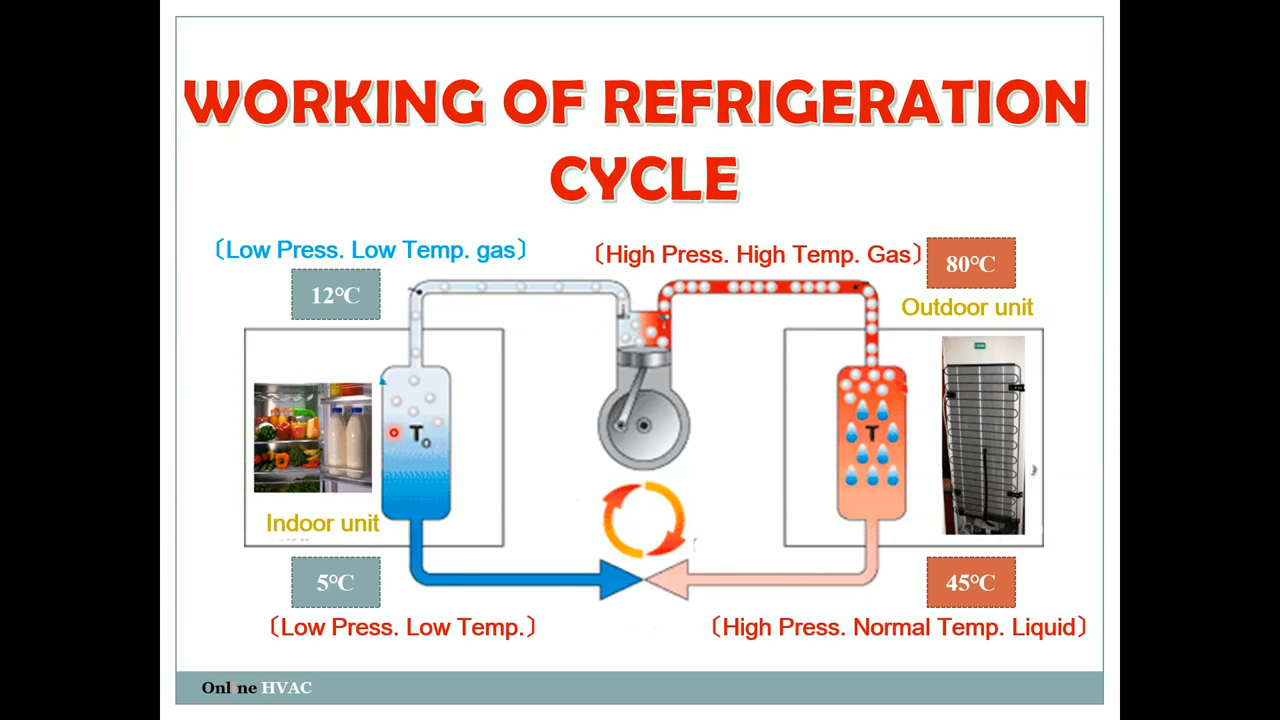 WORKING OF REFRIGERATION
CYCLE
〔Low Press. Low Temp. gas〕
〔High Press. High Temp. Gas〕
80°C
12°C
Outdoor unit
T₀
T
Indoor unit
5°C
45°C
〔Low Press. Low Temp.〕
〔High Press. Normal Temp. Liquid〕
Online HVAC